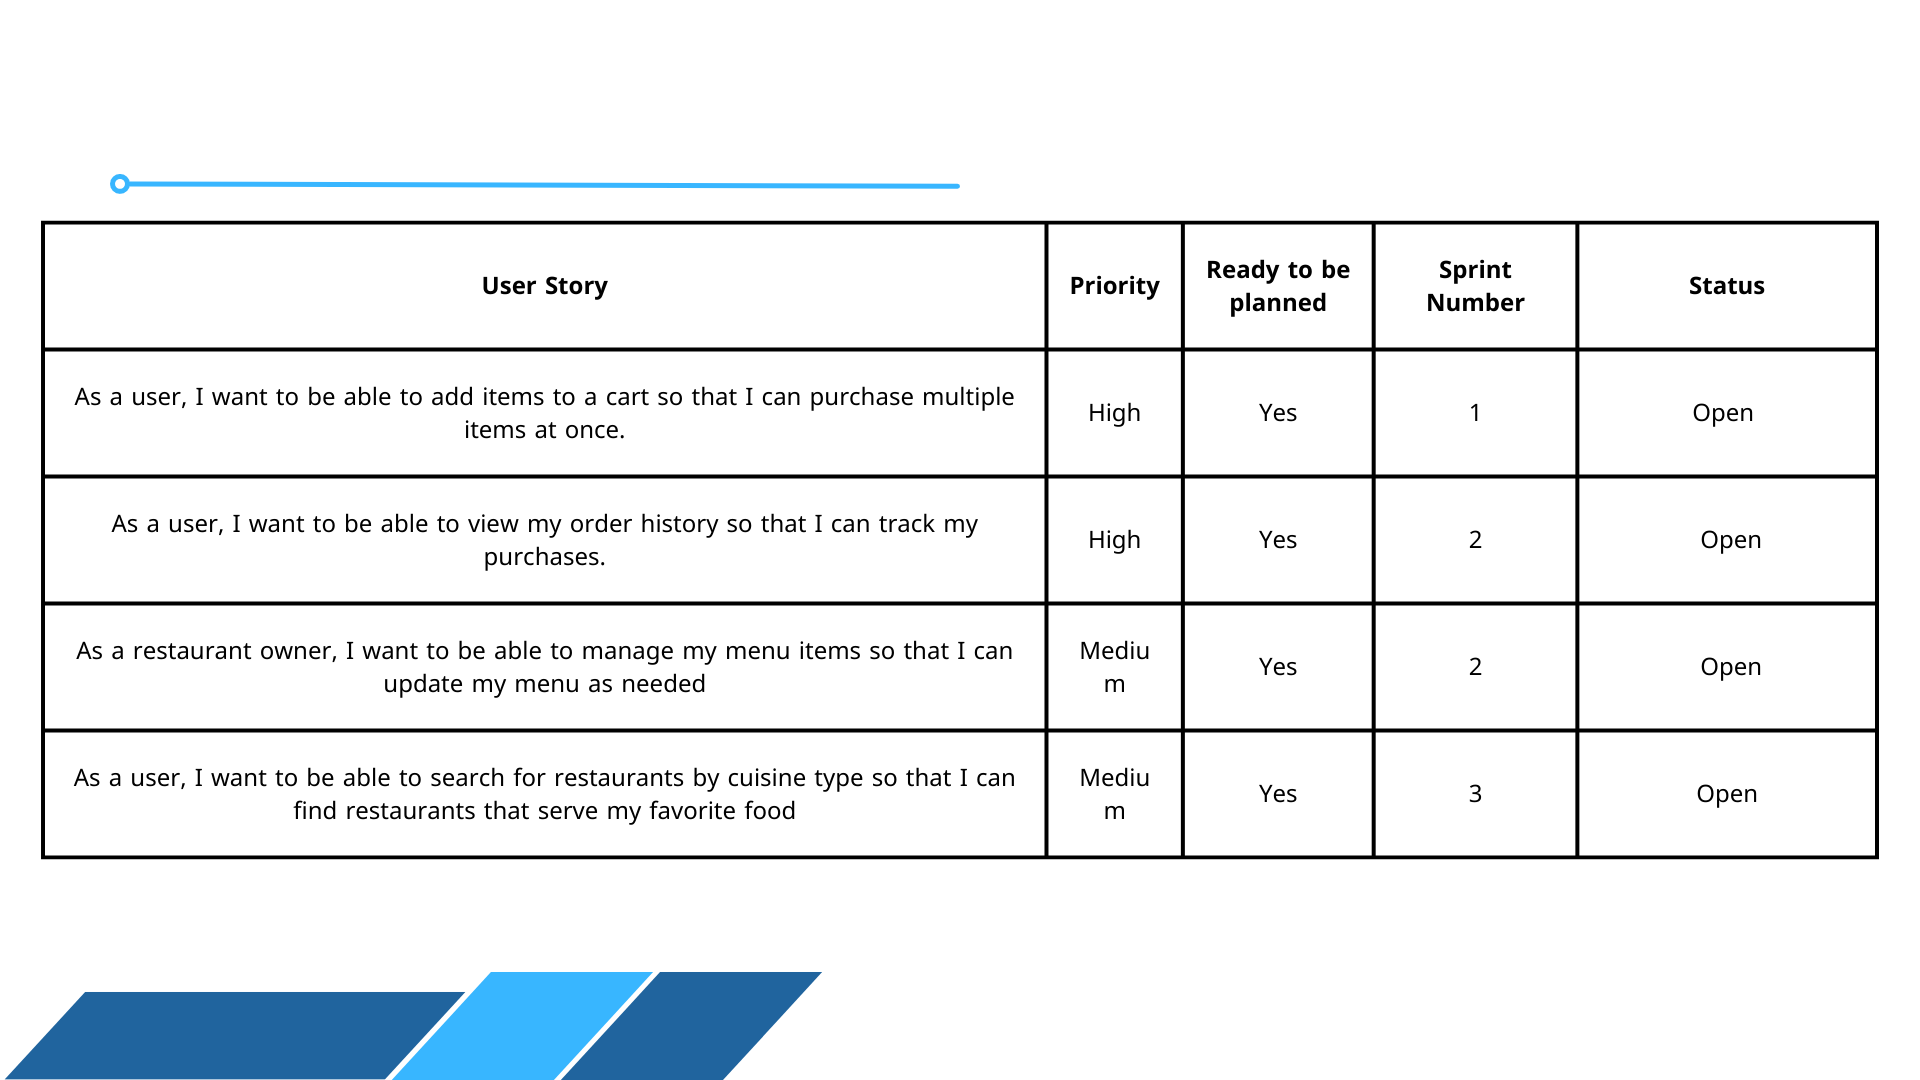 User Story
Priority
Ready to be
planned
Sprint
Number
Status
As a user, I want to be able to add items to a cart so that I can purchase multiple
items at once.
High
Yes
1
Open
As a user, I want to be able to view my order history so that I can track my
purchases.
High
Yes
2
Open
As a restaurant owner, I want to be able to manage my menu items so that I can
update my menu as needed
Mediu
m
Yes
2
Open
As a user, I want to be able to search for restaurants by cuisine type so that I can
find restaurants that serve my favorite food
Mediu
m
Yes
3
Open